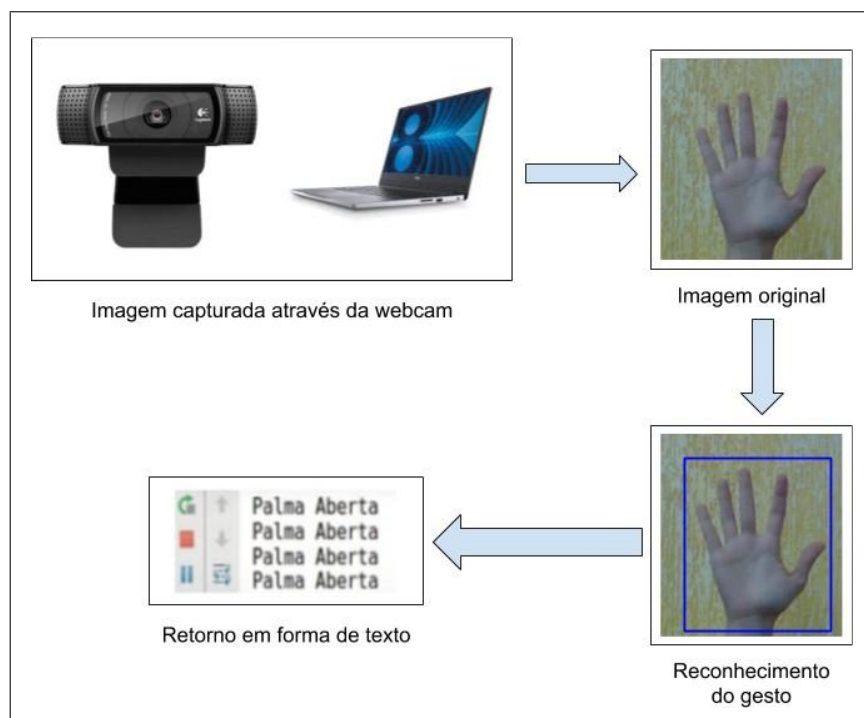 Imagem capturada através da webcam
Imagem original
Reconhecimento
do gesto
Palma Aberta
Palma Aberta
Palma Aberta
Palma Aberta
Retorno em forma de texto